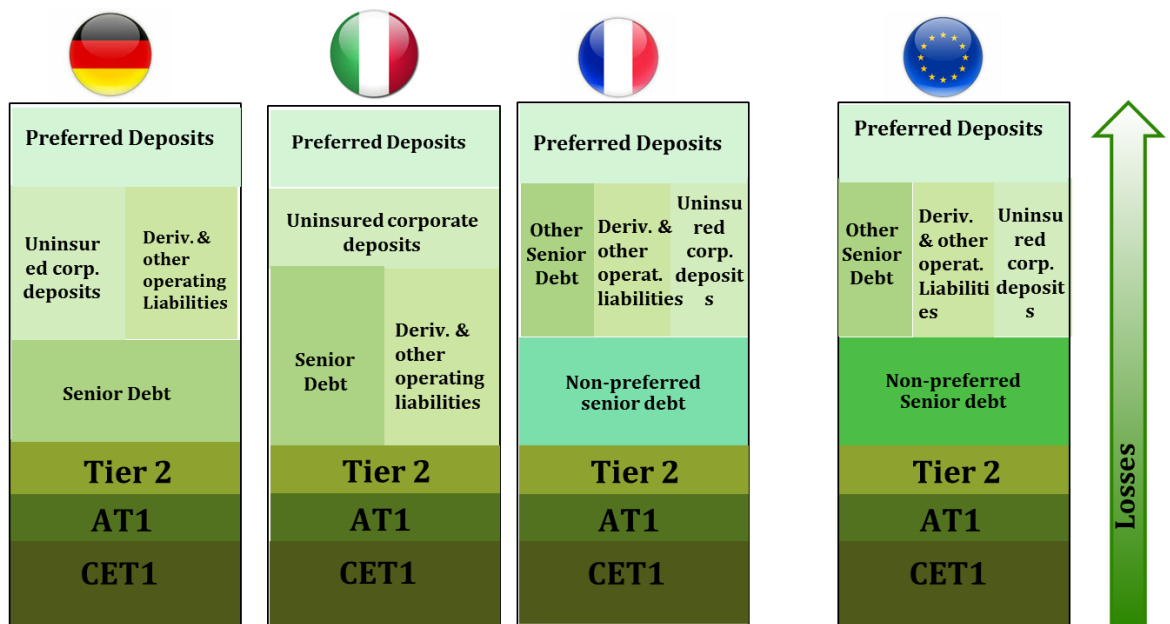 Preferred Deposits
Uninsur
ed corp.
deposits
Deriv. &
other
operating
Liabilities
Senior Debt
Tier 2
AT1
CET1
Preferred Deposits
Uninsured corporate
deposits
Senior
Debt
Deriv. &
other
operating
liabilities
Tier 2
AT1
CET1
Preferred Deposits
Other
Senior
Debt
Deriv. &
other
operat.
liabilities
Uninsu
red
corp.
deposit
s
Non-preferred
senior debt
Tier 2
AT1
CET1
Preferred Deposits
Other
Senior
Debt
Deriv.
& other
operat.
Liabiliti
es
Uninsu
red
corp.
deposit
s
Non-preferred
Senior debt
Tier 2
AT1
CET1
Losses